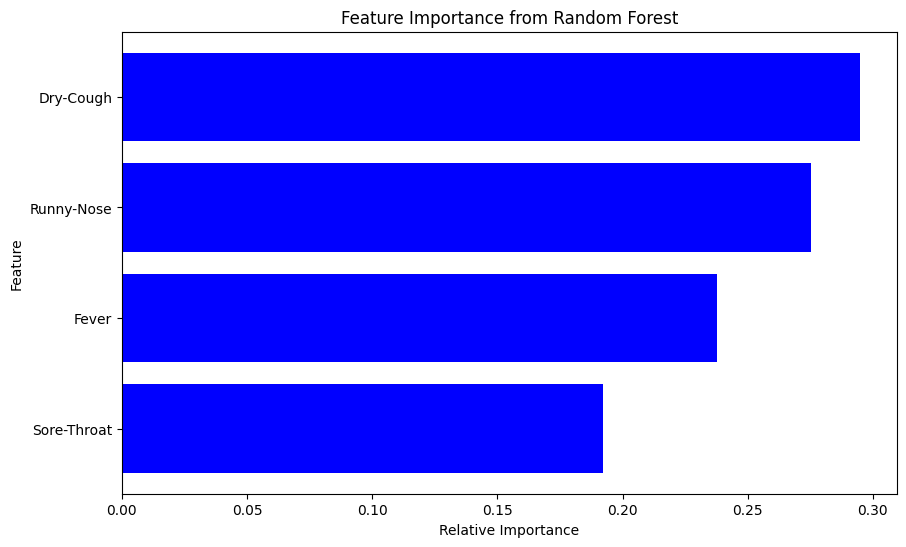 Feature Importance from Random Forest
Dry-Cough
Runny-Nose
Fever
Sore-Throat
Feature
0.00 0.05 0.10 0.15 0.20 0.25 0.30
Relative Importance